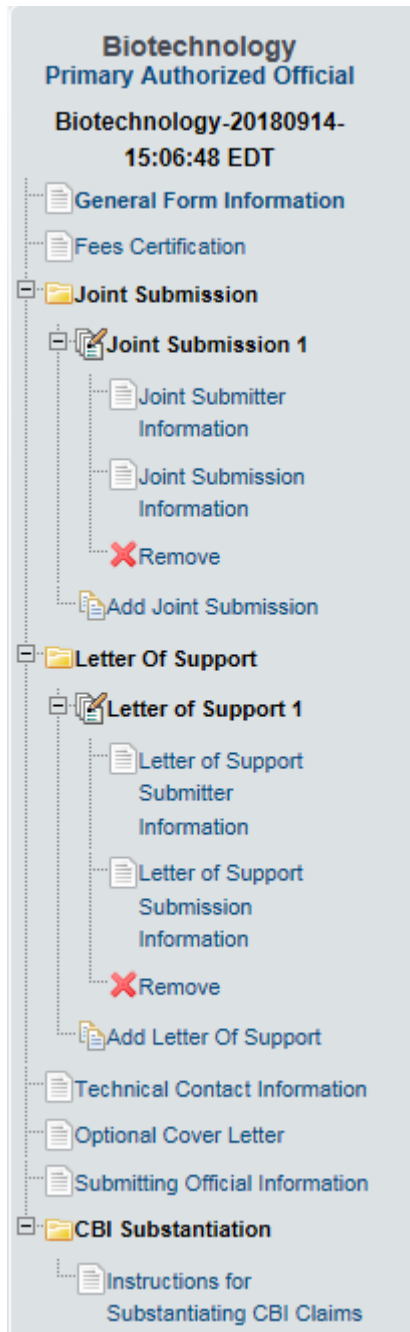 Biotechnology
Primary Authorized Official
Biotechnology-20180914-
15:06:48 EDT
General Form Information
Fees Certification
Joint Submission
Joint Submission 1
Joint Submitter
Information
Joint Submission
Information
Remove
Add Joint Submission
Letter Of Support
Letter of Support 1
Letter of Support
Submitter
Information
Letter of Support
Submission
Information
Remove
Add Letter Of Support
Technical Contact Information
Optional Cover Letter
Submitting Official Information
CBI Substantiation
Instructions for
Substantiating CBI Claims